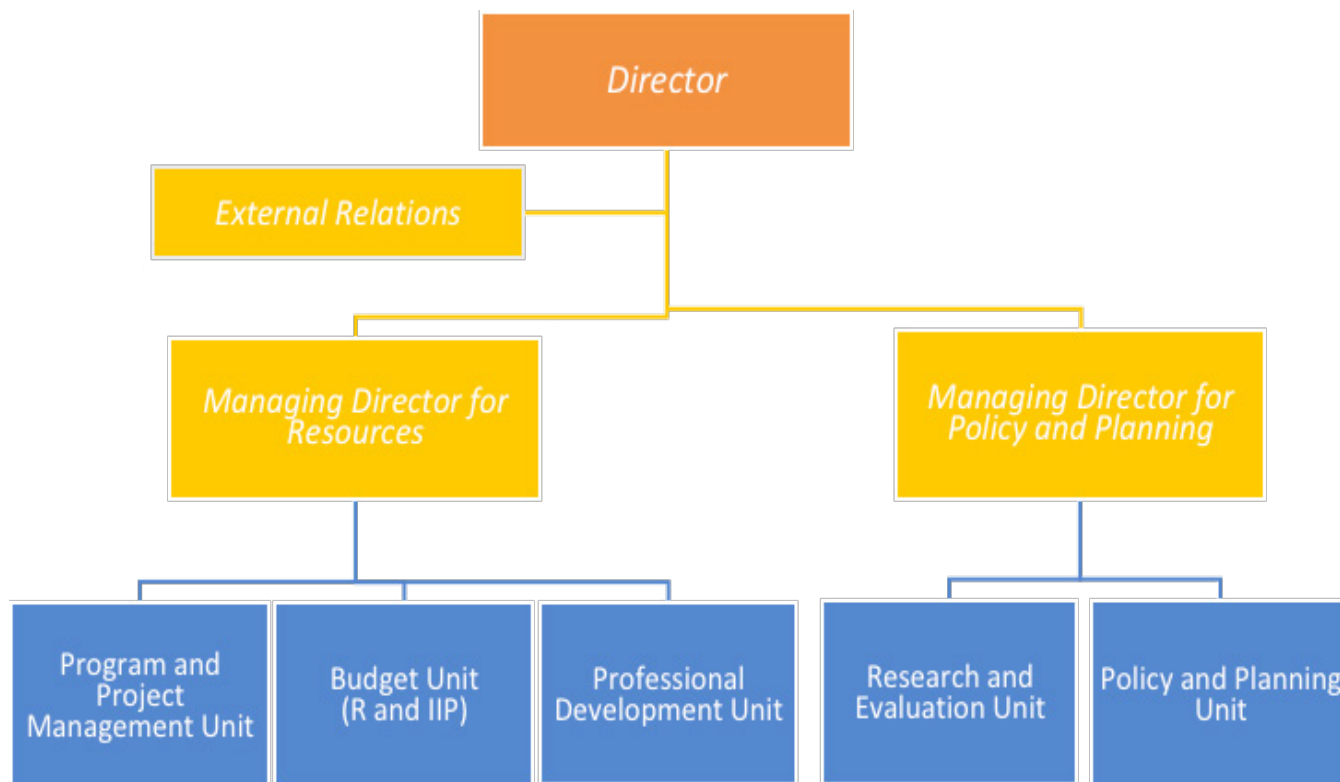 Director
External Relations
Managing Director for
Resources
Managing Director for
Policy and Planning
Program and
Project
Management Unit
Budget Unit
(R and IIP)
Professional
Development Unit
Research and
Evaluation Unit
Policy and Planning
Unit